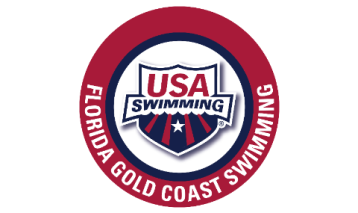 USA
SWIMMING
®
FLORIDA GOLD COAST SWIMMING